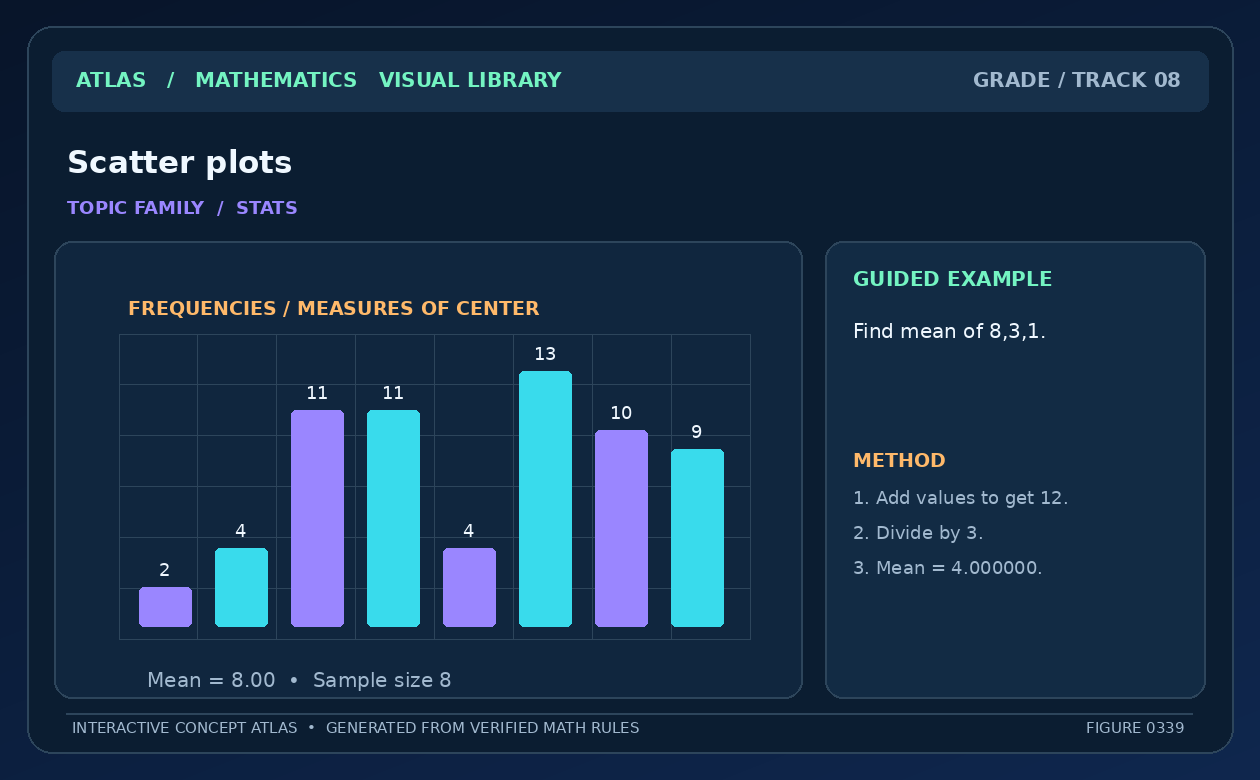 ATLAS / MATHEMATICS VISUAL LIBRARY
GRADE / TRACK 08
Scatter plots
TOPIC FAMILY / STATS
FREQUENCIES / MEASURES OF CENTER
2
4
11
11
4
13
10
9
Mean = 8.00 • Sample size 8
GUIDED EXAMPLE
Find mean of 8,3,1.
METHOD
1. Add values to get 12.
2. Divide by 3.
3. Mean = 4.000000.
INTERACTIVE CONCEPT ATLAS • GENERATED FROM VERIFIED MATH RULES
FIGURE 0339